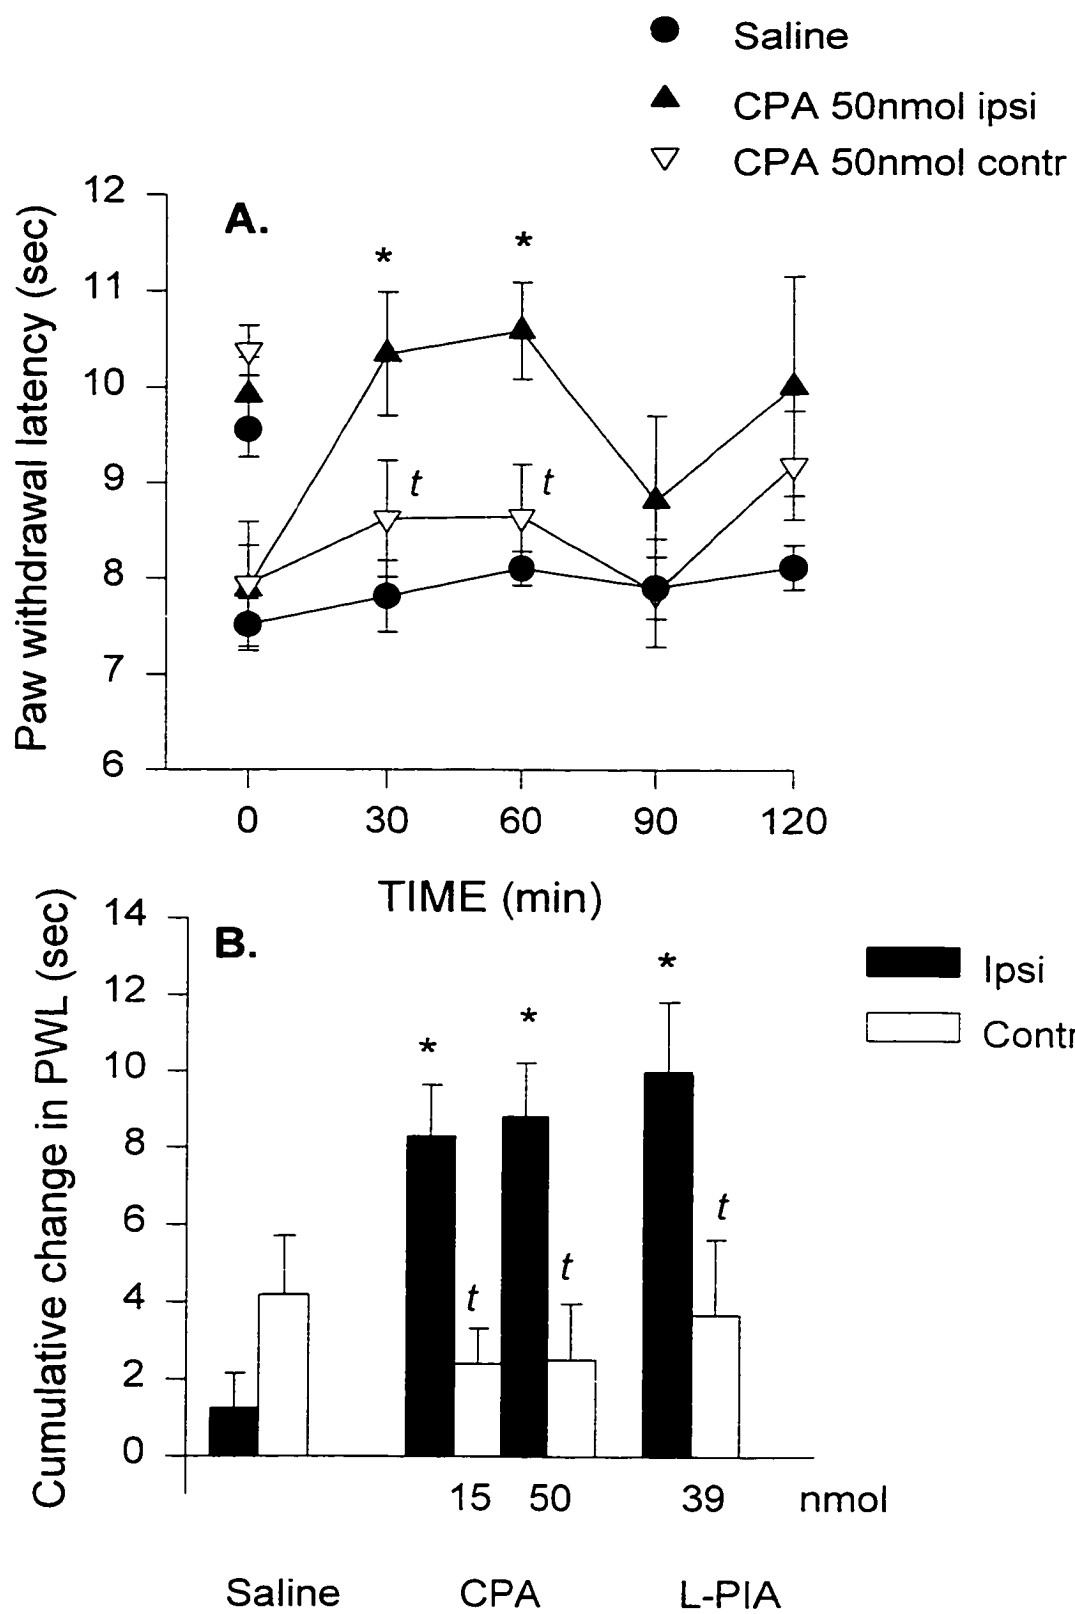 Saline
CPA 50nmol ipsi
CPA 50nmol contr
A.
Paw withdrawal latency (sec)
12
11
10
9
8
7
6
*
*
t
t
0 30 60 90 120
TIME (min)
B.
Cumulative change in PWL (sec)
14
12
10
8
6
4
2
0
Ipsi
Contr
*
*
*
t
t
t
15 50 39 nmol
Saline CPA L-PIA